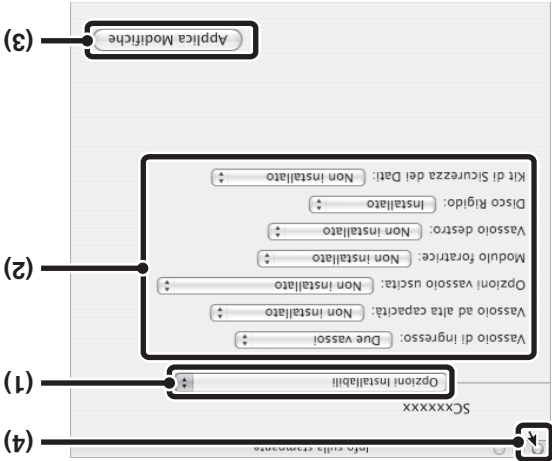 Info sulla stampante
(4)
SCxxxxxxx
Opzioni Installabili
(1)
Vassoio di ingresso: Due vassoi
Vassoio ad alta capacità: Non installato
Opzioni vassoio uscita: Non installato
Modulo foratrice: Non installato
Vassoio destro: Non installato
Disco Rigido: Installato
Kit di Sicurezza dei Dati: Non installato
(2)
Applica Modifiche
(3)